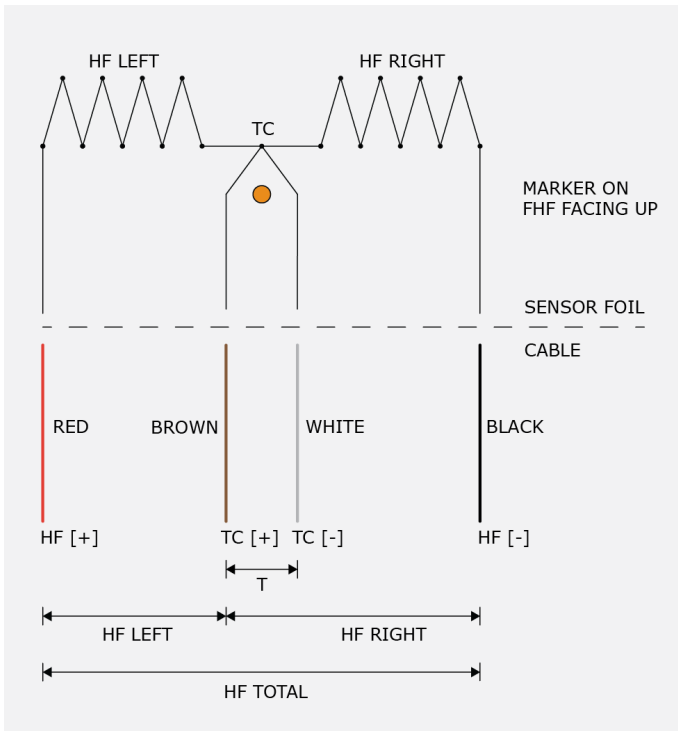 HF LEFT
HF RIGHT
TC
MARKER ON
FHF FACING UP
SENSOR FOIL
CABLE
RED
BROWN
WHITE
BLACK
HF [+]
TC [+]
TC [-]
HF [-]
T
HF LEFT
HF RIGHT
HF TOTAL